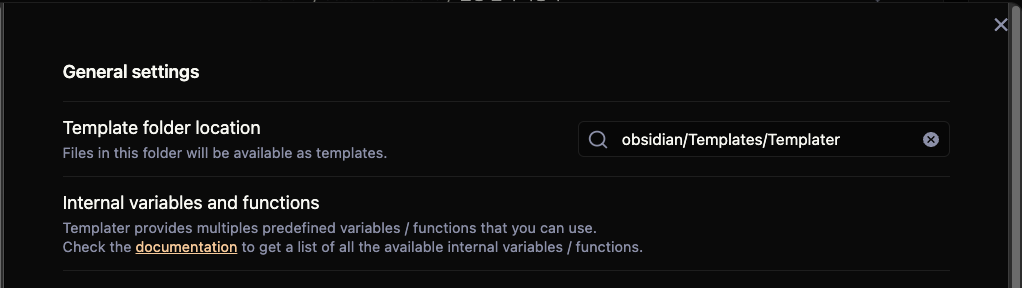 General settings
Template folder location
obsidian/Templates/Templater
Files in this folder will be available as templates.
Internal variables and functions
Templater provides multiples predefined variables / functions that you can use.
Check the documentation to get a list of all the available internal variables / functions.